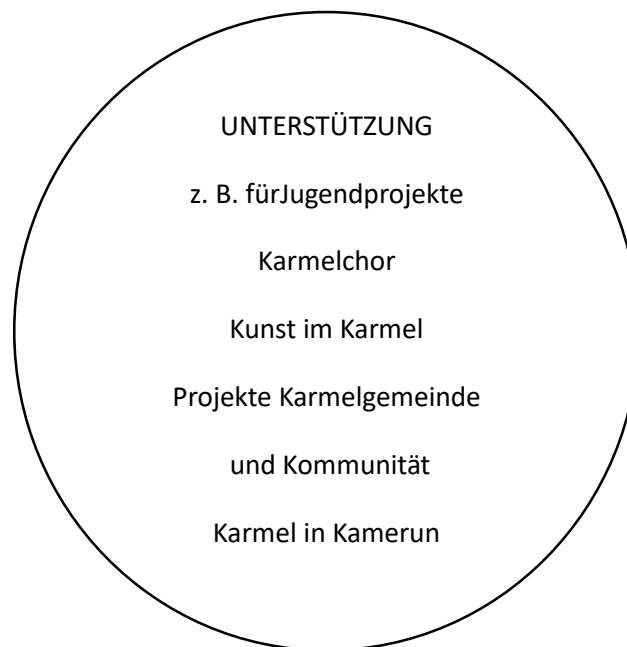 UNTERSTÜTZUNG
z. B. fürJugendprojekte
Karmelchor
Kunst im Karmel
Projekte Karmelgemeinde
und Kommunität
Karmel in Kamerun